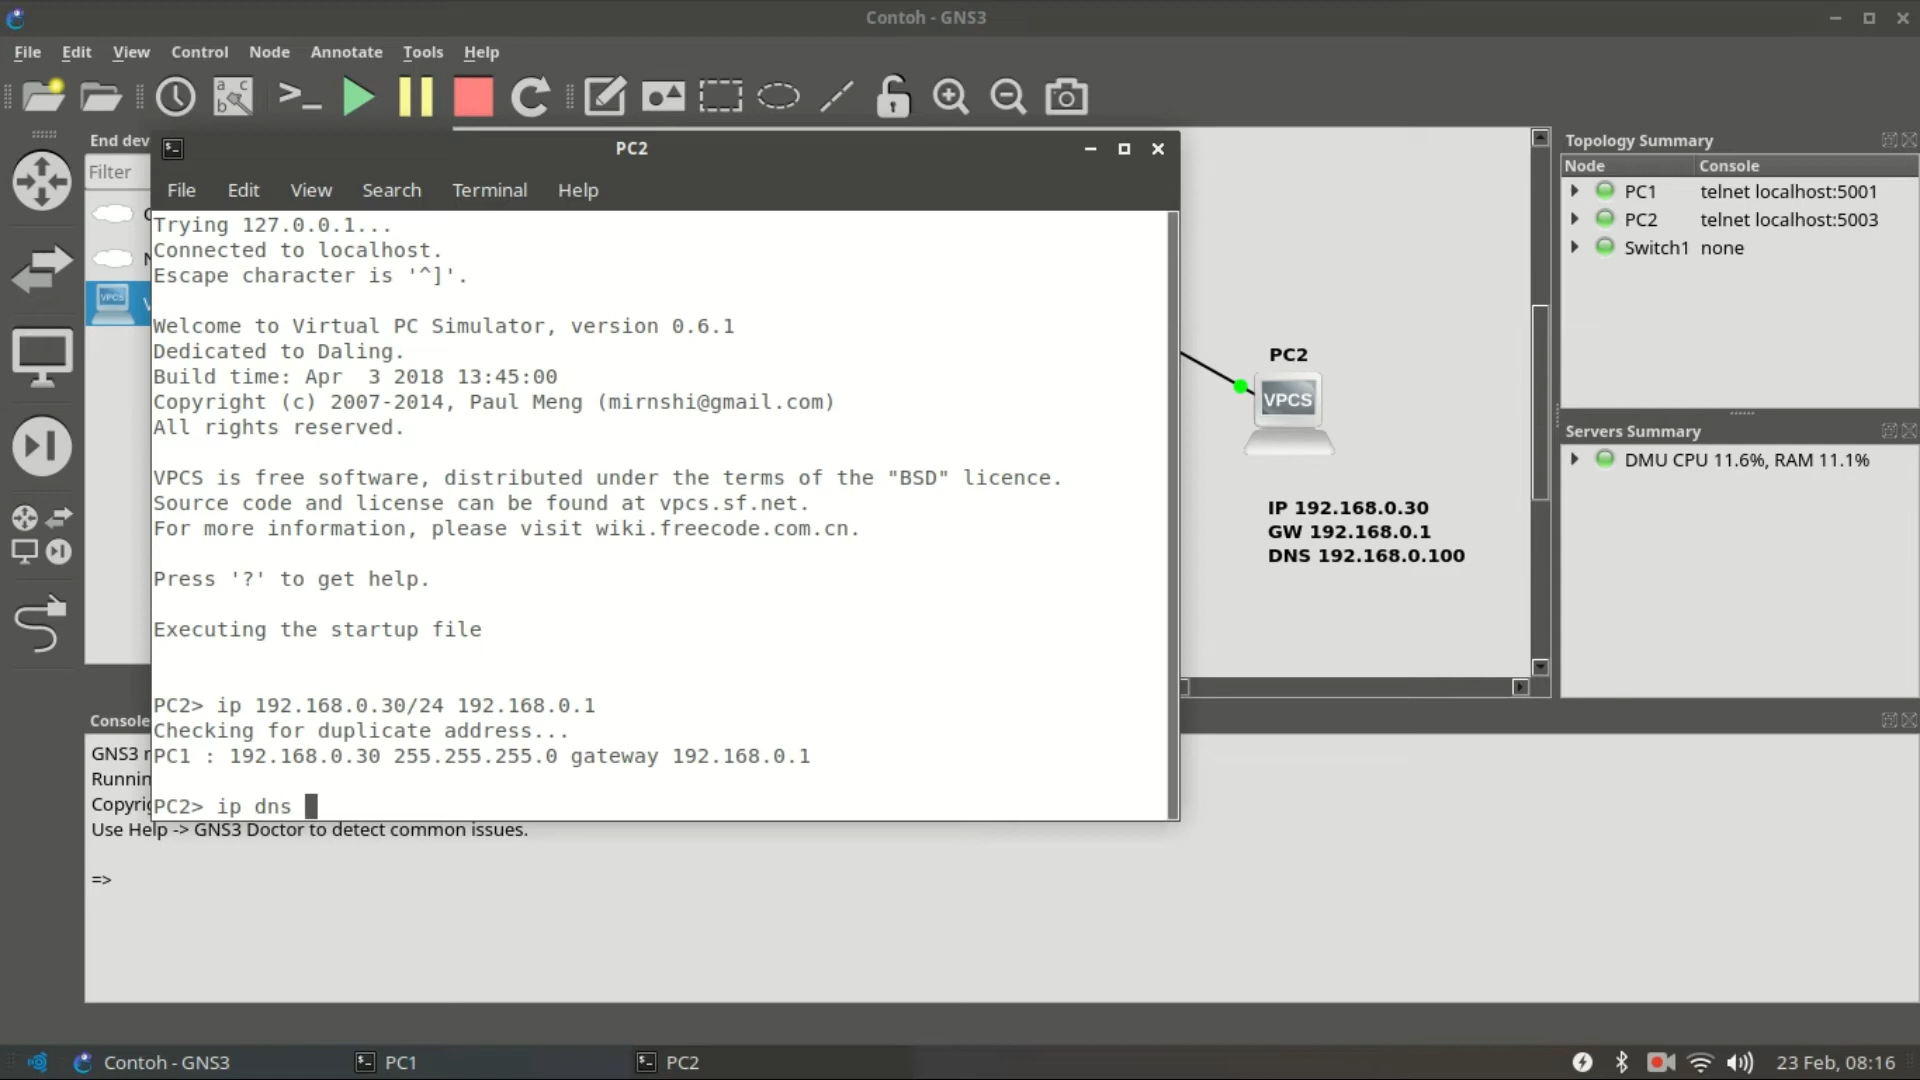 Contoh - GNS3
File Edit View Control Node Annotate Tools Help
a c
b
End dev
Filter
VPCS
PC2
File Edit View Search Terminal Help
Trying 127.0.0.1...
Connected to localhost.
Escape character is '^]'.
Welcome to Virtual PC Simulator, version 0.6.1
Dedicated to Daling.
Build time: Apr  3 2018 13:45:00
Copyright (c) 2007-2014, Paul Meng (mirnshi@gmail.com)
All rights reserved.
VPCS is free software, distributed under the terms of the "BSD" licence.
Source code and license can be found at vpcs.sf.net.
For more information, please visit wiki.freecode.com.cn.
Press '?' to get help.
Executing the startup file
PC2> ip 192.168.0.30/24 192.168.0.1
Checking for duplicate address...
PC1 : 192.168.0.30 255.255.255.0 gateway 192.168.0.1
PC2> ip dns
PC2
VPCS
IP 192.168.0.30
GW 192.168.0.1
DNS 192.168.0.100
Topology Summary
Node Console
PC1 telnet localhost:5001
PC2 telnet localhost:5003
Switch1 none
Servers Summary
DMU CPU 11.6%, RAM 11.1%
Console
GNS3
Runnin
Copyri
Use Help -> GNS3 Doctor to detect common issues.
=>
Contoh - GNS3
PC1
PC2
23 Feb, 08:16